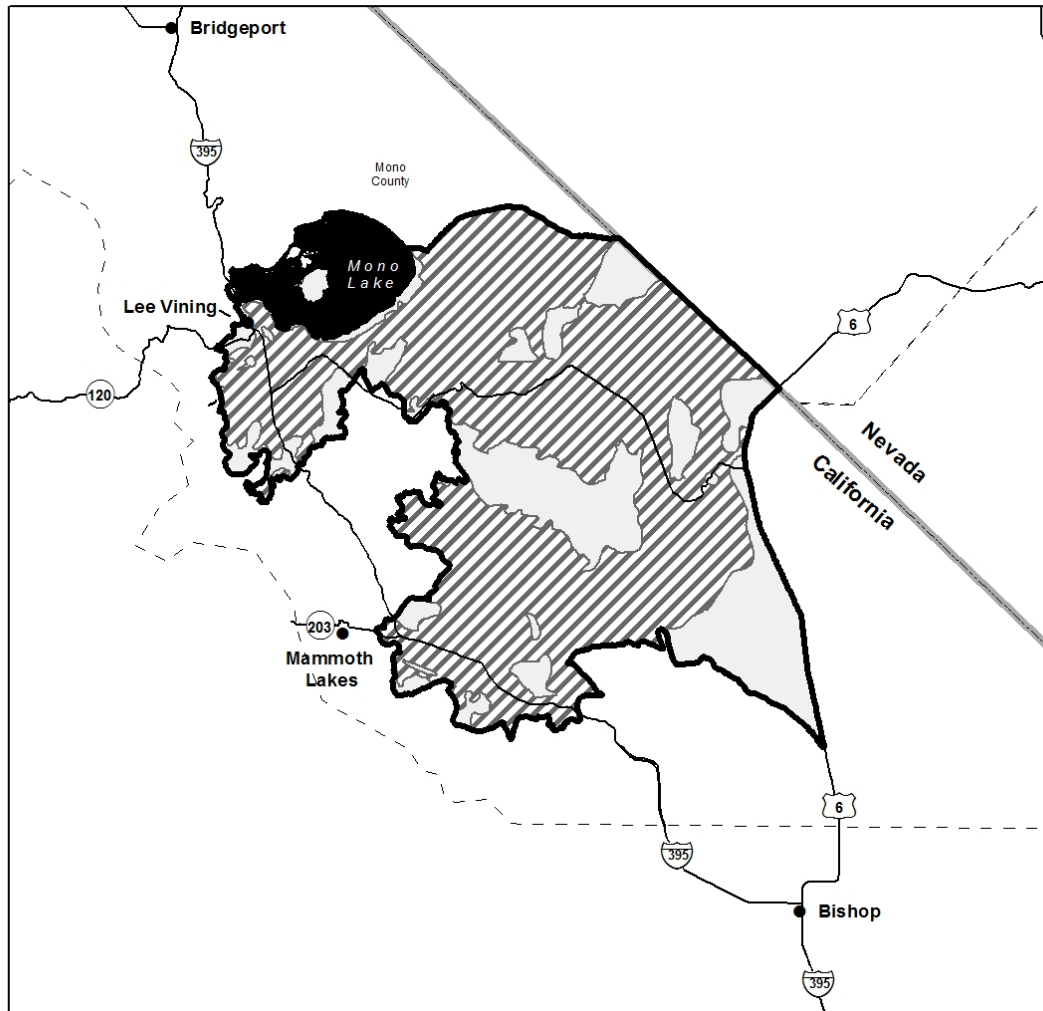 Bridgeport
395
Mono
County
Mono
Lake
Lee Vining
6
120
Nevada
California
203
Mammoth
Lakes
6
395
Bishop
395